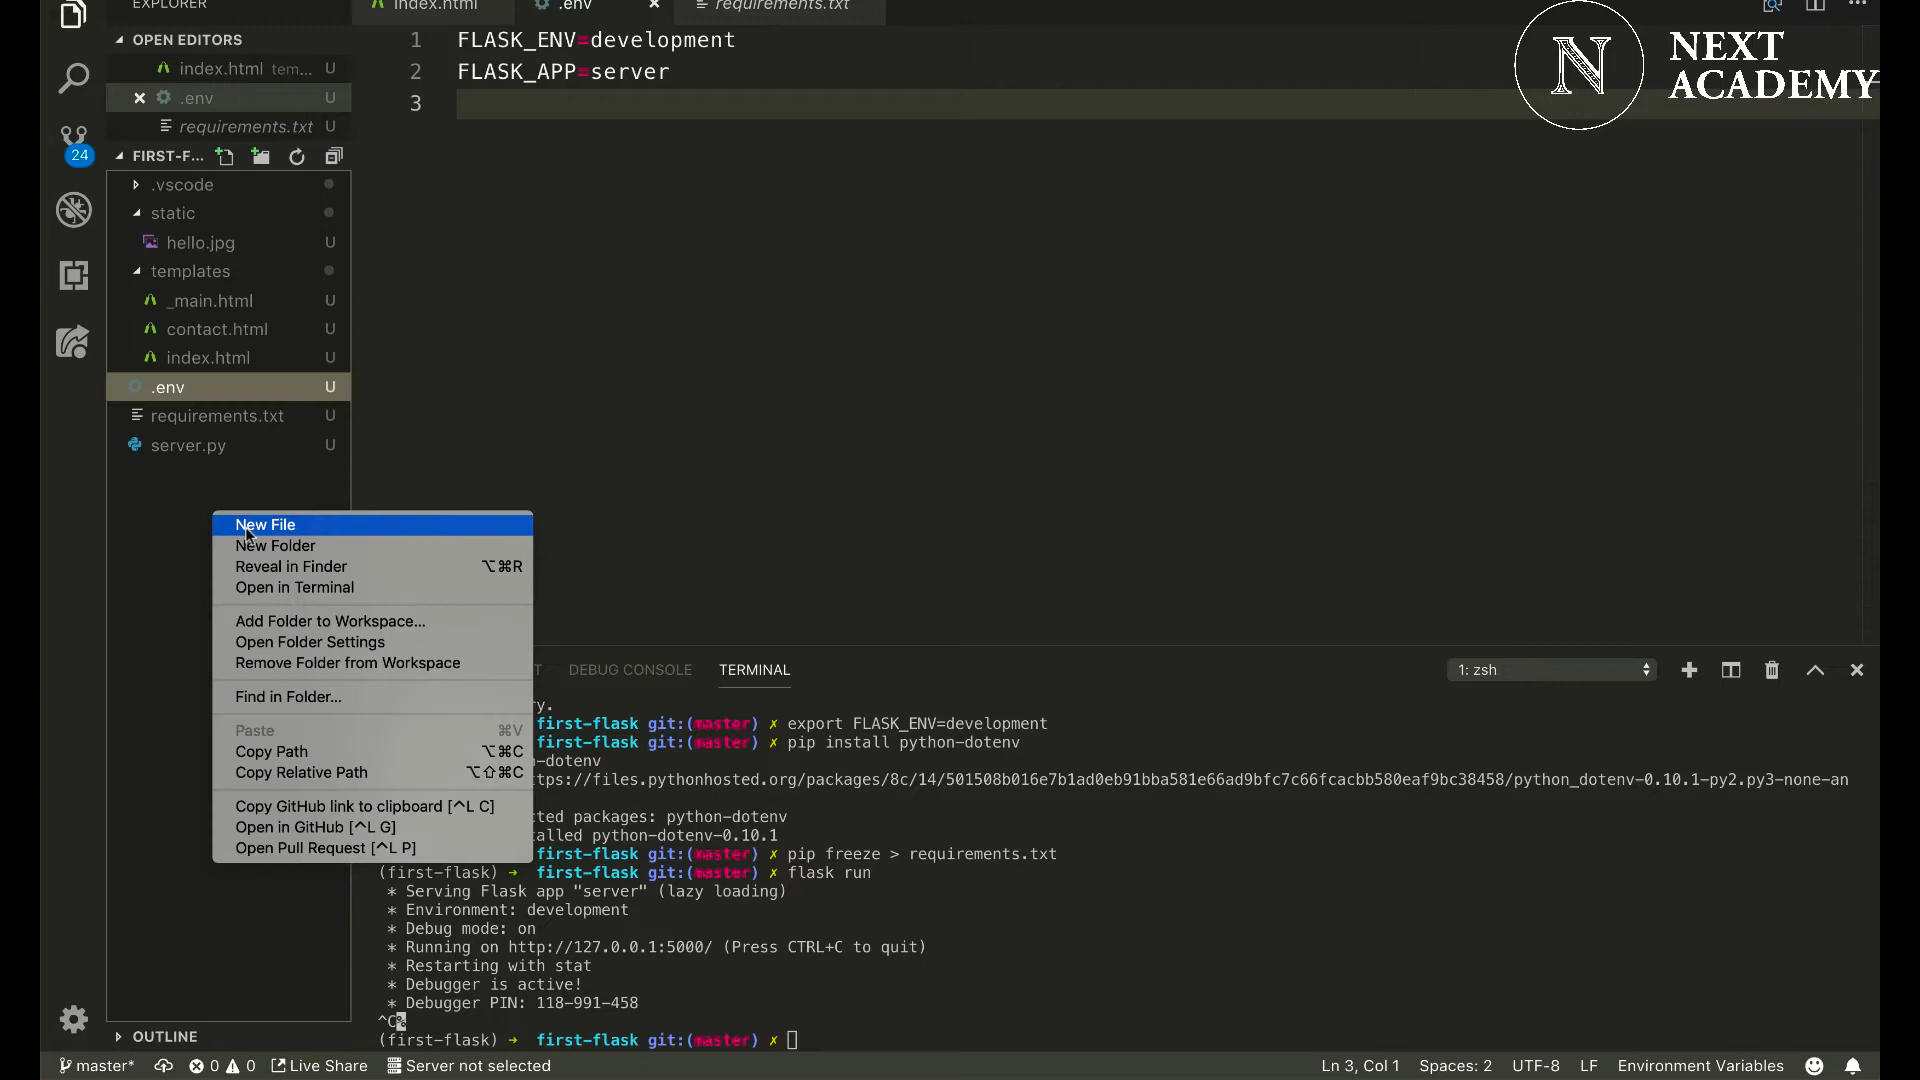 EXPLORER
index.html
.env
requirements.txt
OPEN EDITORS
index.html tem... U
.env U
requirements.txt U
24
FIRST-F...
.vscode
static
hello.jpg U
templates
_main.html U
contact.html U
index.html U
.env U
requirements.txt U
server.py U
OUTLINE
1 FLASK_ENV=development
2 FLASK_APP=server
3
N
NEXT
ACADEMY
New File
New Folder
Reveal in Finder ⌥⌘R
Open in Terminal
Add Folder to Workspace...
Open Folder Settings
Remove Folder from Workspace
Find in Folder...
Paste ⌘V
Copy Path ⌥⌘C
Copy Relative Path ⌥⇧⌘C
Copy GitHub link to clipboard [^L C]
Open in GitHub [^L G]
Open Pull Request [^L P]
T DEBUG CONSOLE TERMINAL 1: zsh
ry.
first-flask git:(master) ✗ export FLASK_ENV=development
first-flask git:(master) ✗ pip install python-dotenv
n-dotenv
ttps://files.pythonhosted.org/packages/8c/14/501508b016e7b1ad0eb91bba581e66ad9bfc7c66fcacbb580eaf9bc38458/python_dotenv-0.10.1-py2.py3-none-an
cted packages: python-dotenv
alled python-dotenv-0.10.1
first-flask git:(master) ✗ pip freeze > requirements.txt
(first-flask) → first-flask git:(master) ✗ flask run
* Serving Flask app "server" (lazy loading)
* Environment: development
* Debug mode: on
* Running on http://127.0.0.1:5000/ (Press CTRL+C to quit)
* Restarting with stat
* Debugger is active!
* Debugger PIN: 118-991-458
^C%
(first-flask) → first-flask git:(master) ✗
master* 0 0 Live Share Server not selected Ln 3, Col 1 Spaces: 2 UTF-8 LF Environment Variables